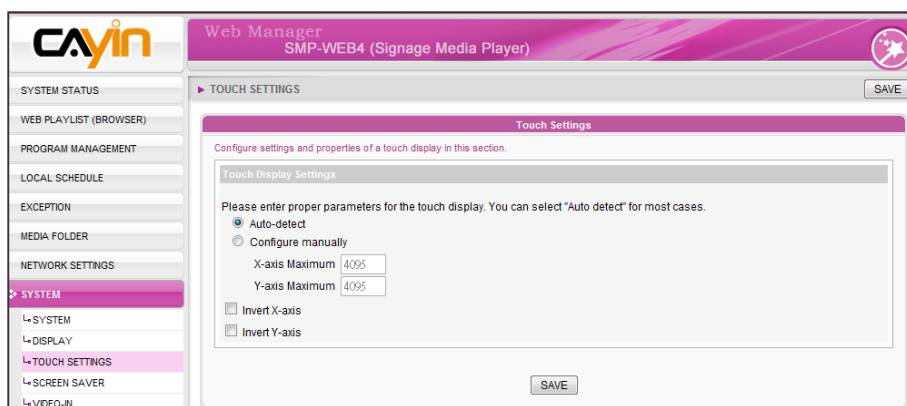 CAYIN
Web Manager
SMP-WEB4 (Signage Media Player)
SYSTEM STATUS
WEB PLAYLIST (BROWSER)
PROGRAM MANAGEMENT
LOCAL SCHEDULE
EXCEPTION
MEDIA FOLDER
NETWORK SETTINGS
SYSTEM
SYSTEM
DISPLAY
TOUCH SETTINGS
SCREEN SAVER
VIDEO-IN
TOUCH SETTINGS
SAVE
Touch Settings
Configure settings and properties of a touch display in this section.
Touch Display Settings
Please enter proper parameters for the touch display. You can select "Auto detect" for most cases.
Auto-detect
Configure manually
X-axis Maximum 4095
Y-axis Maximum 4095
Invert X-axis
Invert Y-axis
SAVE